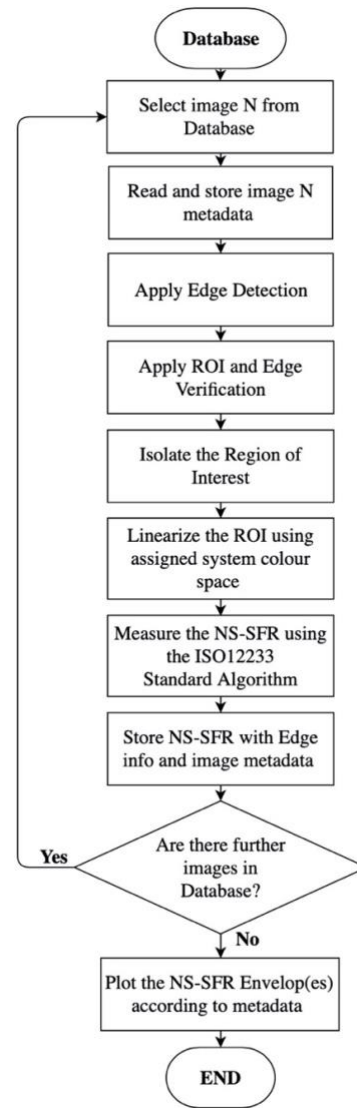 Database
Select image N from
Database
Read and store image N
metadata
Apply Edge Detection
Apply ROI and Edge
Verification
Isolate the Region of
Interest
Linearize the ROI using
assigned system colour
space
Measure the NS-SFR using
the ISO12233
Standard Algorithm
Store NS-SFR with Edge
info and image metadata
Are there further
images in
Database?
Yes
No
Plot the NS-SFR Envelop(es)
according to metadata
END